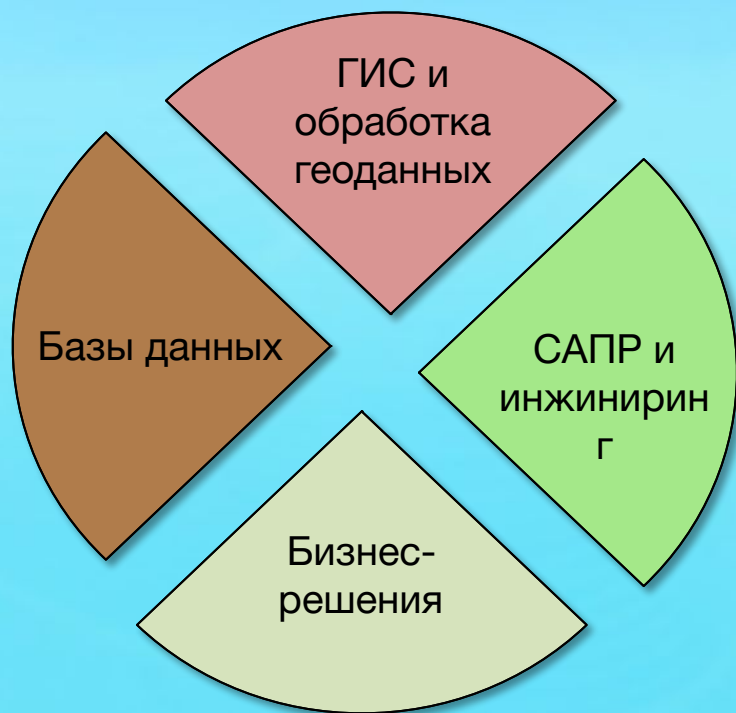 ГИС и
обработка
геоданных
Базы данных
САПР и
инжинирин
г
Бизнес-
решения